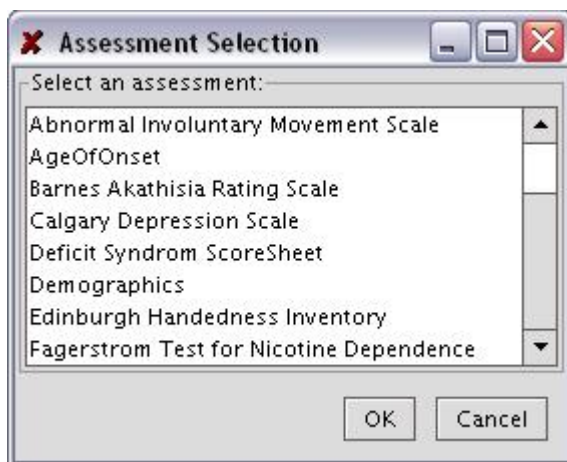 Assessment Selection
Select an assessment:
Abnormal Involuntary Movement Scale
AgeOfOnset
Barnes Akathisia Rating Scale
Calgary Depression Scale
Deficit Syndrom ScoreSheet
Demographics
Edinburgh Handedness Inventory
Fagerstrom Test for Nicotine Dependence
OK Cancel